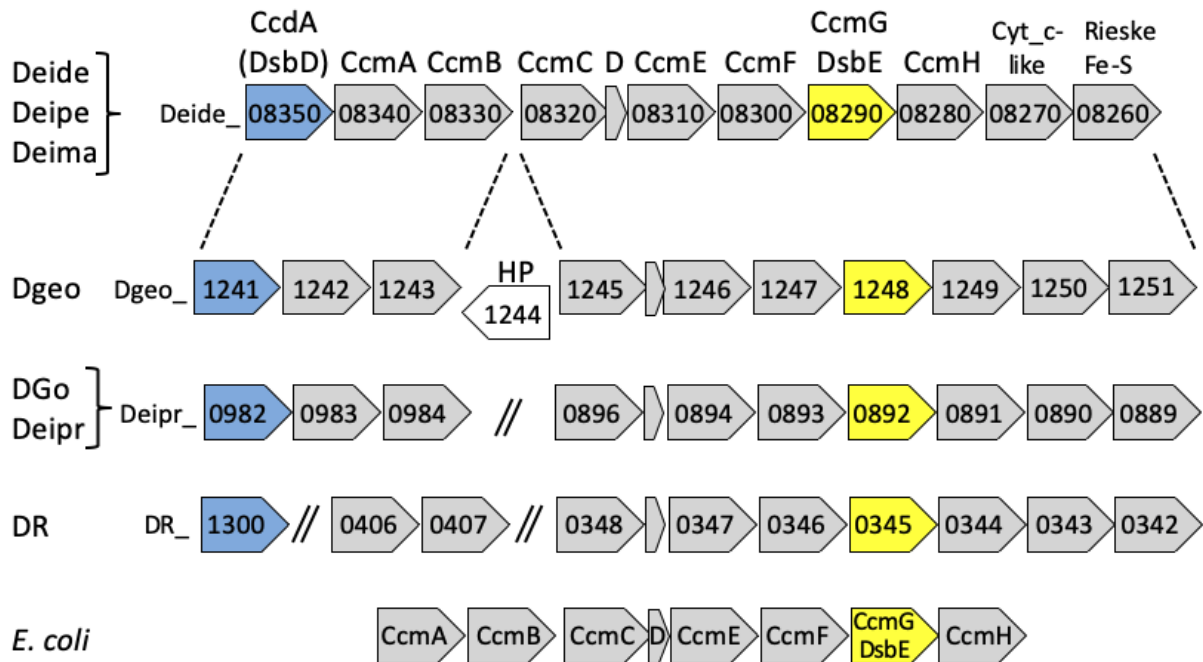 CcdA CcmG Cyt_c- Rieske
(DsbD) CcmA CcmB CcmC D CcmE CcmF DsbE CcmH like Fe-S
Deide
Deipe
Deima
Deide_ 08350 08340 08330 08320 08310 08300 08290 08280 08270 08260
HP
Dgeo Dgeo_ 1241 1242 1243 1244 1245 1246 1247 1248 1249 1250 1251
DGo
Deipr
Deipr_ 0982 0983 0984 // 0896 0894 0893 0892 0891 0890 0889
DR DR_ 1300 // 0406 0407 // 0348 0347 0346 0345 0344 0343 0342
E. coli CcmA CcmB CcmC D CcmE CcmF CcmG DsbE CcmH